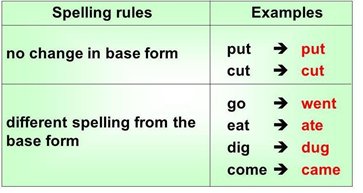 Spelling rules Examples
no change in base form
put ➔ put
cut ➔ cut
different spelling from the
base form
go ➔ went
eat ➔ ate
dig ➔ dug
come ➔ came